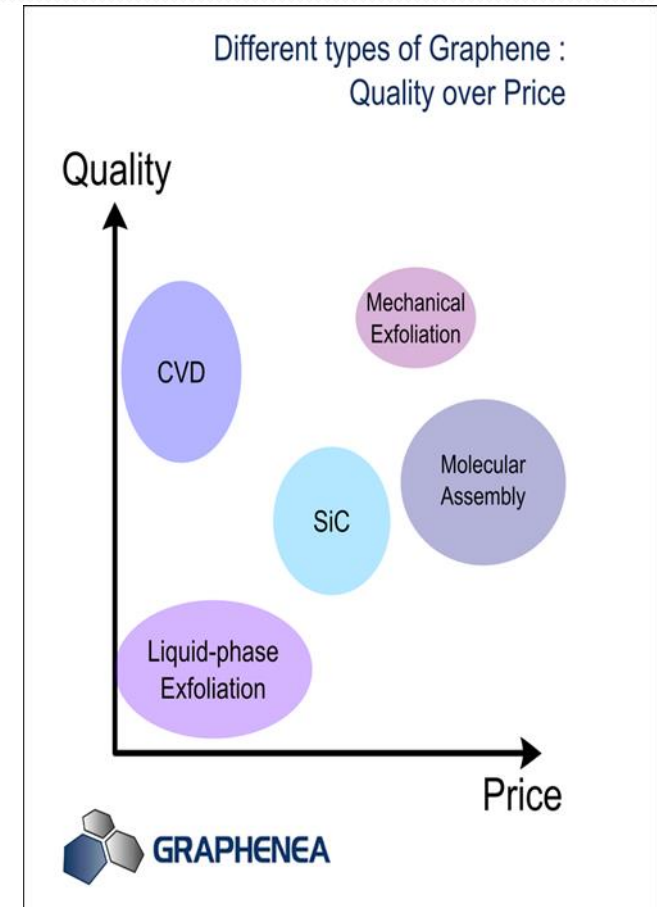 Different types of Graphene :
Quality over Price
Quality
Mechanical
Exfoliation
CVD
Molecular
Assembly
SiC
Liquid-phase
Exfoliation
Price
GRAPHENEA